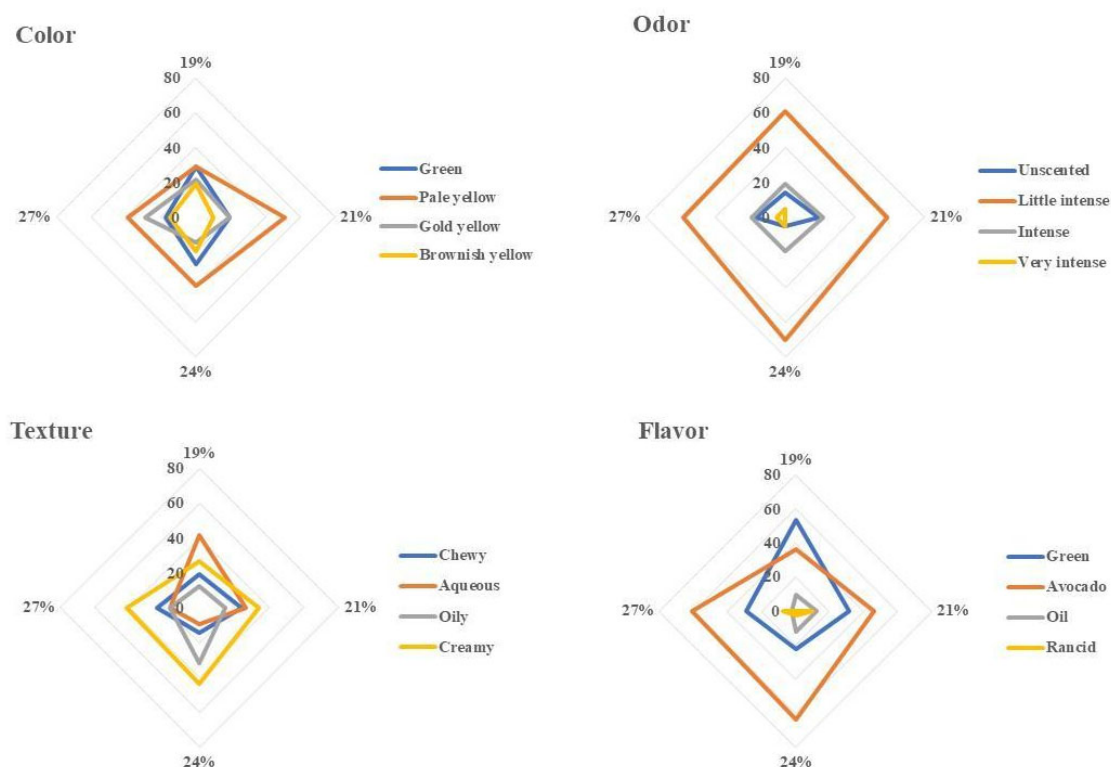 Color
19%
80
60
40
20
0
27%
21%
24%
Green
Pale yellow
Gold yellow
Brownish yellow
Odor
19%
80
60
40
20
0
27%
21%
24%
Unscented
Little intense
Intense
Very intense
Texture
19%
80
60
40
20
0
27%
21%
24%
Chewy
Aqueous
Oily
Creamy
Flavor
19%
80
60
40
20
0
27%
21%
24%
Green
Avocado
Oil
Rancid